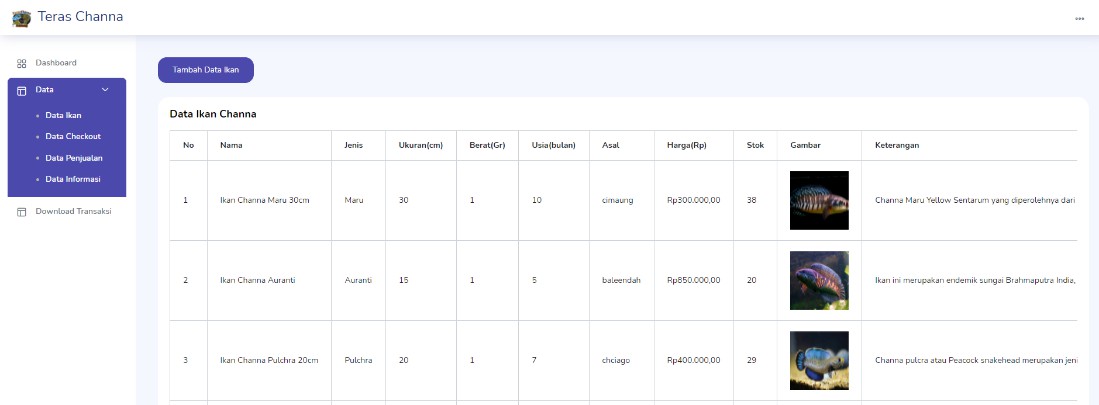 Teras Channa
Dashboard
Data
Data Ikan
Data Checkout
Data Penjualan
Data Informasi
Download Transaksi
Tambah Data Ikan
Data Ikan Channa
No Nama Jenis Ukuran(cm) Berat(Gr) Usia(bulan) Asal Harga(Rp) Stok Gambar Keterangan
1 Ikan Channa Maru 30cm Maru 30 1 10 cimaung Rp300.000,00 38 Channa Maru Yellow Sentarum yang diperolehnya dari
2 Ikan Channa Auranti Auranti 15 1 5 baleendah Rp850.000,00 20 Ikan ini merupakan endemik sungai Brahmaputra India,
3 Ikan Channa Pulchra 20cm Pulchra 20 1 7 chciago Rp400.000,00 29 Channa pulcra atau Peacock snakehead merupakan jeni